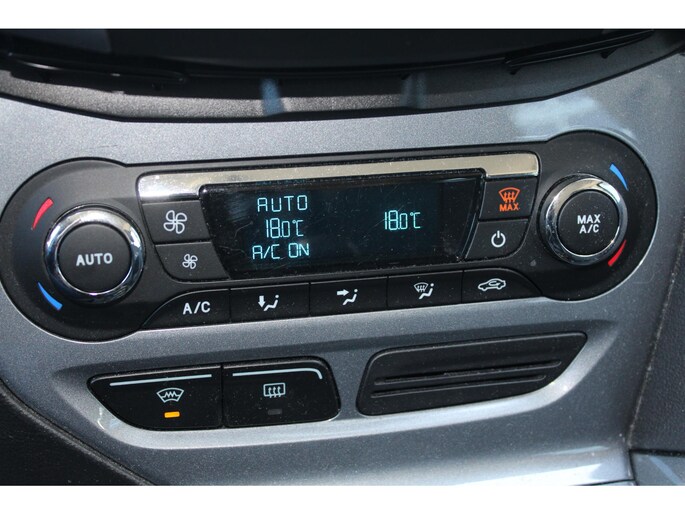 AUTO
18.0°C 18.0°C
A/C ON
MAX
AUTO
MAX
A/C
A/C